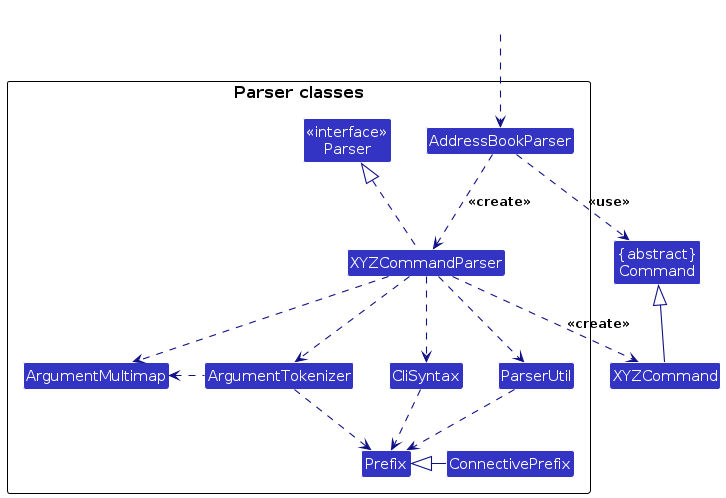 Parser classes
«interface»
Parser
AddressBookParser
«create»
«use»
XYZCommandParser
{abstract}
Command
«create»
ArgumentMultimap
ArgumentTokenizer
CliSyntax
ParserUtil
XYZCommand
Prefix
ConnectivePrefix